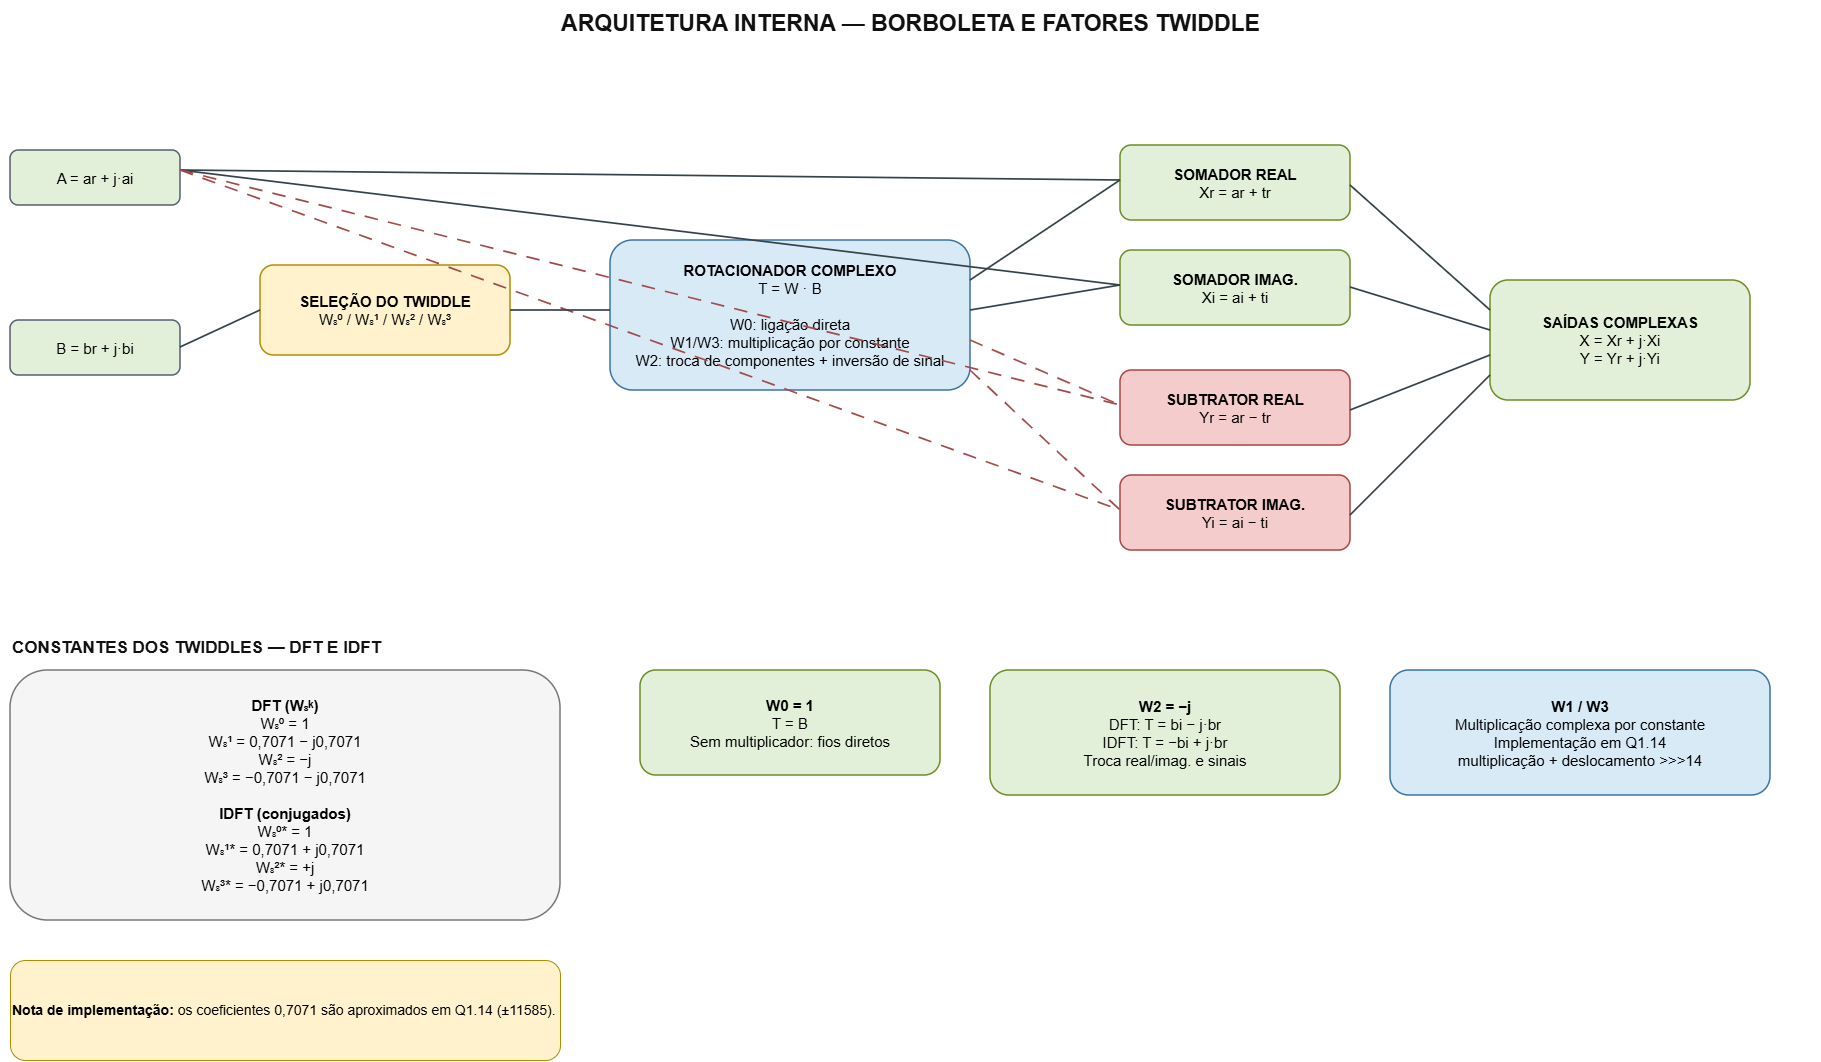 ARQUITETURA INTERNA — BORBOLETA E FATORES TWIDDLE
A = ar + j·ai
B = br + j·bi
SELEÇÃO DO TWIDDLE
W₈⁰ / W₈¹ / W₈² / W₈³
ROTACIONADOR COMPLEXO
T = W · B
W0: ligação direta
W1/W3: multiplicação por constante
W2: troca de componentes + inversão de sinal
SOMADOR REAL
Xr = ar + tr
SOMADOR IMAG.
Xi = ai + ti
SUBTRATOR REAL
Yr = ar − tr
SUBTRATOR IMAG.
Yi = ai − ti
SAÍDAS COMPLEXAS
X = Xr + j·Xi
Y = Yr + j·Yi
CONSTANTES DOS TWIDDLES — DFT E IDFT
DFT (W₈ᵏ)
W₈⁰ = 1
W₈¹ = 0,7071 − j0,7071
W₈² = −j
W₈³ = −0,7071 − j0,7071
IDFT (conjugados)
W₈⁰* = 1
W₈¹* = 0,7071 + j0,7071
W₈²* = +j
W₈³* = −0,7071 + j0,7071
W0 = 1
T = B
Sem multiplicador: fios diretos
W2 = −j
DFT: T = bi − j·br
IDFT: T = −bi + j·br
Troca real/imag. e sinais
W1 / W3
Multiplicação complexa por constante
Implementação em Q1.14
multiplicação + deslocamento >>>14
Nota de implementação: os coeficientes 0,7071 são aproximados em Q1.14 (±11585).